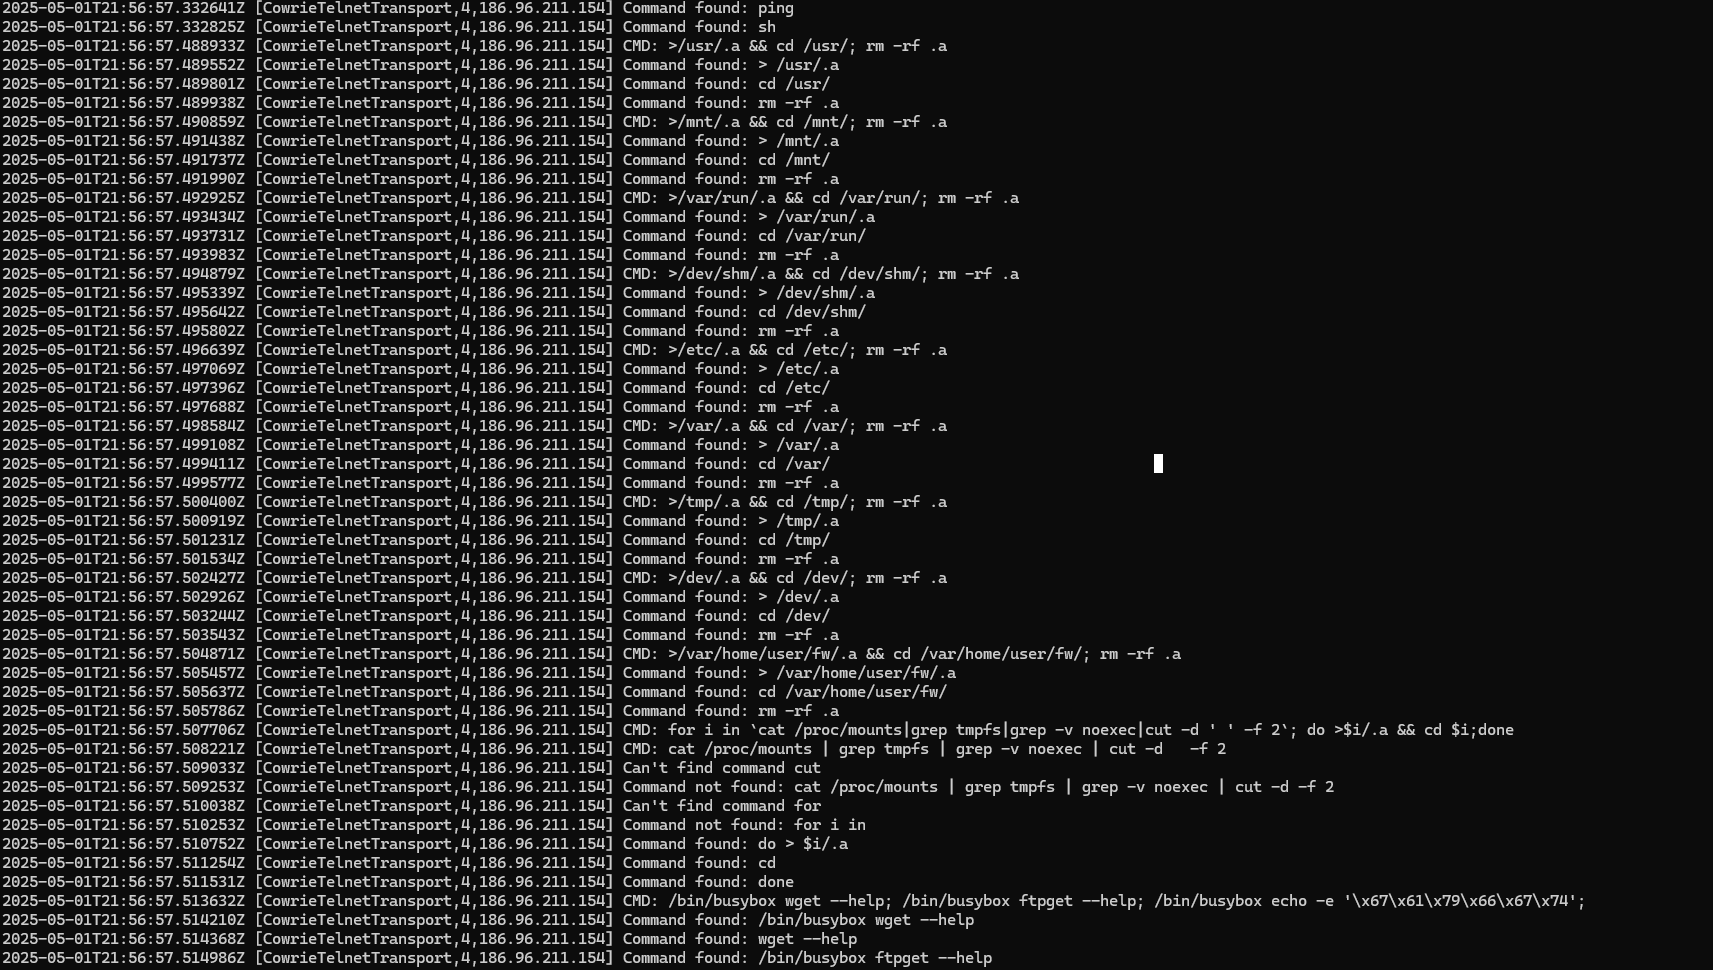 2025-05-01T21:56:57.332641Z [CowrieTelnetTransport,4,186.96.211.154] Command found: ping
2025-05-01T21:56:57.332825Z [CowrieTelnetTransport,4,186.96.211.154] Command found: sh
2025-05-01T21:56:57.488933Z [CowrieTelnetTransport,4,186.96.211.154] CMD: >/usr/.a && cd /usr/; rm -rf .a
2025-05-01T21:56:57.489552Z [CowrieTelnetTransport,4,186.96.211.154] Command found: > /usr/.a
2025-05-01T21:56:57.489801Z [CowrieTelnetTransport,4,186.96.211.154] Command found: cd /usr/
2025-05-01T21:56:57.489938Z [CowrieTelnetTransport,4,186.96.211.154] Command found: rm -rf .a
2025-05-01T21:56:57.490859Z [CowrieTelnetTransport,4,186.96.211.154] CMD: >/mnt/.a && cd /mnt/; rm -rf .a
2025-05-01T21:56:57.491438Z [CowrieTelnetTransport,4,186.96.211.154] Command found: > /mnt/.a
2025-05-01T21:56:57.491737Z [CowrieTelnetTransport,4,186.96.211.154] Command found: cd /mnt/
2025-05-01T21:56:57.491990Z [CowrieTelnetTransport,4,186.96.211.154] Command found: rm -rf .a
2025-05-01T21:56:57.492925Z [CowrieTelnetTransport,4,186.96.211.154] CMD: >/var/run/.a && cd /var/run/; rm -rf .a
2025-05-01T21:56:57.493434Z [CowrieTelnetTransport,4,186.96.211.154] Command found: > /var/run/.a
2025-05-01T21:56:57.493731Z [CowrieTelnetTransport,4,186.96.211.154] Command found: cd /var/run/
2025-05-01T21:56:57.493983Z [CowrieTelnetTransport,4,186.96.211.154] Command found: rm -rf .a
2025-05-01T21:56:57.494879Z [CowrieTelnetTransport,4,186.96.211.154] CMD: >/dev/shm/.a && cd /dev/shm/; rm -rf .a
2025-05-01T21:56:57.495339Z [CowrieTelnetTransport,4,186.96.211.154] Command found: > /dev/shm/.a
2025-05-01T21:56:57.495642Z [CowrieTelnetTransport,4,186.96.211.154] Command found: cd /dev/shm/
2025-05-01T21:56:57.495802Z [CowrieTelnetTransport,4,186.96.211.154] Command found: rm -rf .a
2025-05-01T21:56:57.496639Z [CowrieTelnetTransport,4,186.96.211.154] CMD: >/etc/.a && cd /etc/; rm -rf .a
2025-05-01T21:56:57.497069Z [CowrieTelnetTransport,4,186.96.211.154] Command found: > /etc/.a
2025-05-01T21:56:57.497396Z [CowrieTelnetTransport,4,186.96.211.154] Command found: cd /etc/
2025-05-01T21:56:57.497688Z [CowrieTelnetTransport,4,186.96.211.154] Command found: rm -rf .a
2025-05-01T21:56:57.498584Z [CowrieTelnetTransport,4,186.96.211.154] CMD: >/var/.a && cd /var/; rm -rf .a
2025-05-01T21:56:57.499108Z [CowrieTelnetTransport,4,186.96.211.154] Command found: > /var/.a
2025-05-01T21:56:57.499411Z [CowrieTelnetTransport,4,186.96.211.154] Command found: cd /var/
2025-05-01T21:56:57.499577Z [CowrieTelnetTransport,4,186.96.211.154] Command found: rm -rf .a
2025-05-01T21:56:57.500400Z [CowrieTelnetTransport,4,186.96.211.154] CMD: >/tmp/.a && cd /tmp/; rm -rf .a
2025-05-01T21:56:57.500919Z [CowrieTelnetTransport,4,186.96.211.154] Command found: > /tmp/.a
2025-05-01T21:56:57.501231Z [CowrieTelnetTransport,4,186.96.211.154] Command found: cd /tmp/
2025-05-01T21:56:57.501534Z [CowrieTelnetTransport,4,186.96.211.154] Command found: rm -rf .a
2025-05-01T21:56:57.502427Z [CowrieTelnetTransport,4,186.96.211.154] CMD: >/dev/.a && cd /dev/; rm -rf .a
2025-05-01T21:56:57.502926Z [CowrieTelnetTransport,4,186.96.211.154] Command found: > /dev/.a
2025-05-01T21:56:57.503244Z [CowrieTelnetTransport,4,186.96.211.154] Command found: cd /dev/
2025-05-01T21:56:57.503543Z [CowrieTelnetTransport,4,186.96.211.154] Command found: rm -rf .a
2025-05-01T21:56:57.504871Z [CowrieTelnetTransport,4,186.96.211.154] CMD: >/var/home/user/fw/.a && cd /var/home/user/fw/; rm -rf .a
2025-05-01T21:56:57.505457Z [CowrieTelnetTransport,4,186.96.211.154] Command found: > /var/home/user/fw/.a
2025-05-01T21:56:57.505637Z [CowrieTelnetTransport,4,186.96.211.154] Command found: cd /var/home/user/fw/
2025-05-01T21:56:57.505786Z [CowrieTelnetTransport,4,186.96.211.154] Command found: rm -rf .a
2025-05-01T21:56:57.507706Z [CowrieTelnetTransport,4,186.96.211.154] CMD: for i in `cat /proc/mounts|grep tmpfs|grep -v noexec|cut -d ' ' -f 2`; do >$i/.a && cd $i;done
2025-05-01T21:56:57.508221Z [CowrieTelnetTransport,4,186.96.211.154] CMD: cat /proc/mounts | grep tmpfs | grep -v noexec | cut -d   -f 2
2025-05-01T21:56:57.509033Z [CowrieTelnetTransport,4,186.96.211.154] Can't find command cut
2025-05-01T21:56:57.509253Z [CowrieTelnetTransport,4,186.96.211.154] Command not found: cat /proc/mounts | grep tmpfs | grep -v noexec | cut -d -f 2
2025-05-01T21:56:57.510038Z [CowrieTelnetTransport,4,186.96.211.154] Can't find command for
2025-05-01T21:56:57.510253Z [CowrieTelnetTransport,4,186.96.211.154] Command not found: for i in
2025-05-01T21:56:57.510752Z [CowrieTelnetTransport,4,186.96.211.154] Command found: do > $i/.a
2025-05-01T21:56:57.511254Z [CowrieTelnetTransport,4,186.96.211.154] Command found: cd
2025-05-01T21:56:57.511531Z [CowrieTelnetTransport,4,186.96.211.154] Command found: done
2025-05-01T21:56:57.513632Z [CowrieTelnetTransport,4,186.96.211.154] CMD: /bin/busybox wget --help; /bin/busybox ftpget --help; /bin/busybox echo -e '\x67\x61\x79\x66\x67\x74';
2025-05-01T21:56:57.514210Z [CowrieTelnetTransport,4,186.96.211.154] Command found: /bin/busybox wget --help
2025-05-01T21:56:57.514368Z [CowrieTelnetTransport,4,186.96.211.154] Command found: wget --help
2025-05-01T21:56:57.514986Z [CowrieTelnetTransport,4,186.96.211.154] Command found: /bin/busybox ftpget --help